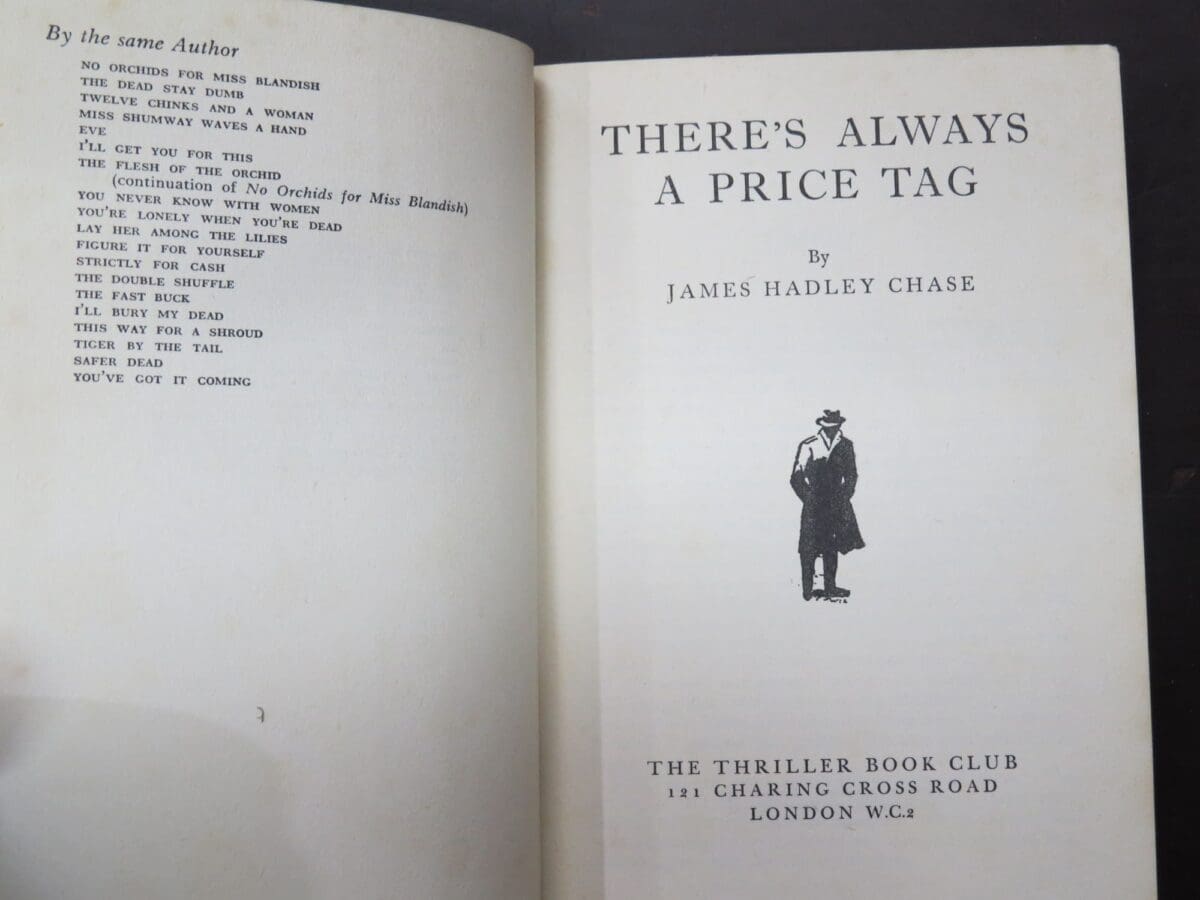 By the same Author
NO ORCHIDS FOR MISS BLANDISH
THE DEAD STAY DUMB
TWELVE CHINKS AND A WOMAN
MISS SHUMWAY WAVES A HAND
EVE
I'LL GET YOU FOR THIS
THE FLESH OF THE ORCHID
(continuation of No Orchids for Miss Blandish)
YOU NEVER KNOW WITH WOMEN
YOU'RE LONELY WHEN YOU'RE DEAD
LAY HER AMONG THE LILIES
FIGURE IT FOR YOURSELF
STRICTLY FOR CASH
THE DOUBLE SHUFFLE
THE FAST BUCK
I'LL BURY MY DEAD
THIS WAY FOR A SHROUD
TIGER BY THE TAIL
SAFER DEAD
YOU'VE GOT IT COMING
THERE'S ALWAYS
A PRICE TAG
By
JAMES HADLEY CHASE
THE THRILLER BOOK CLUB
121 CHARING CROSS ROAD
LONDON W.C.2